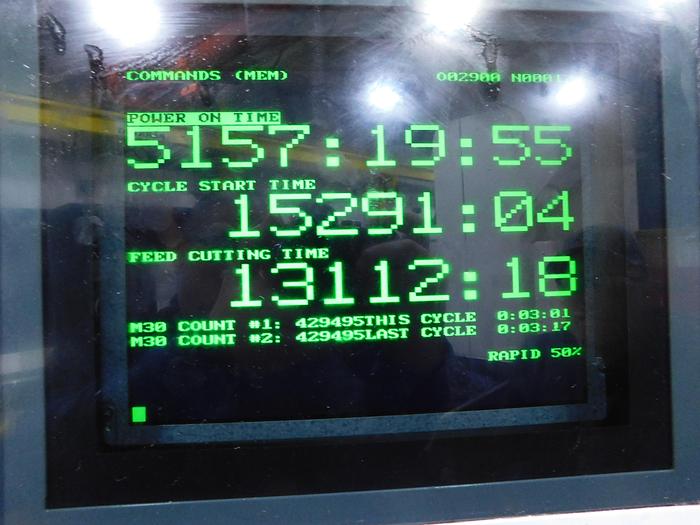 COMMANDS (MEM) O02900
POWER ON TIME
5157:19:55
CYCLE START TIME
15291:04
FEED CUTTING TIME
13112:18
M30 COUNT #1: 429495THIS CYCLE 0:03:01
M30 COUNT #2: 429495LAST CYCLE 0:03:17
RAPID 50%